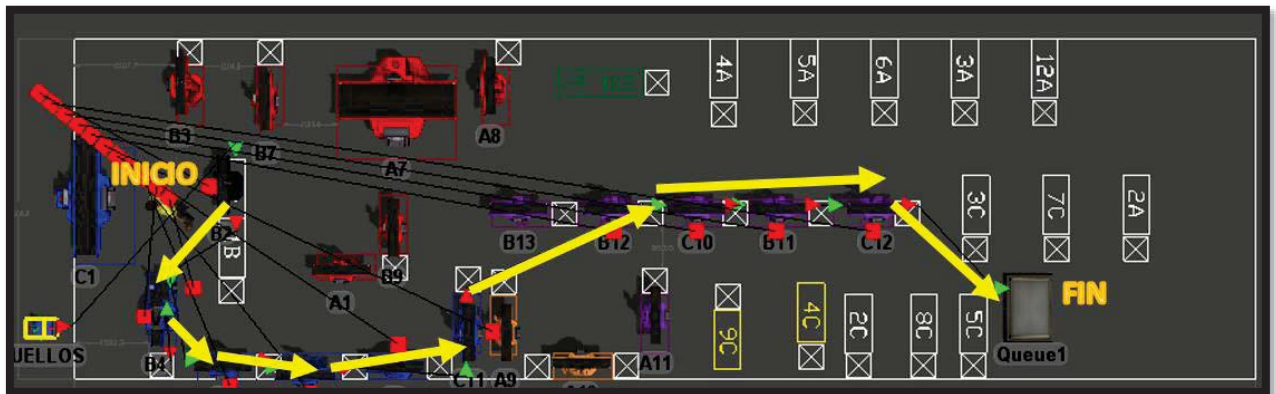 4A
5A
6A
3A
12A
B3
B7
A7
A8
INICIO
3C
7C
2A
B
B13
B12
C10
B11
C12
C1
B9
A1
FIN
9C
4C
2C
8C
5C
UELLOS
B4
C11
A9
A11
Queue1